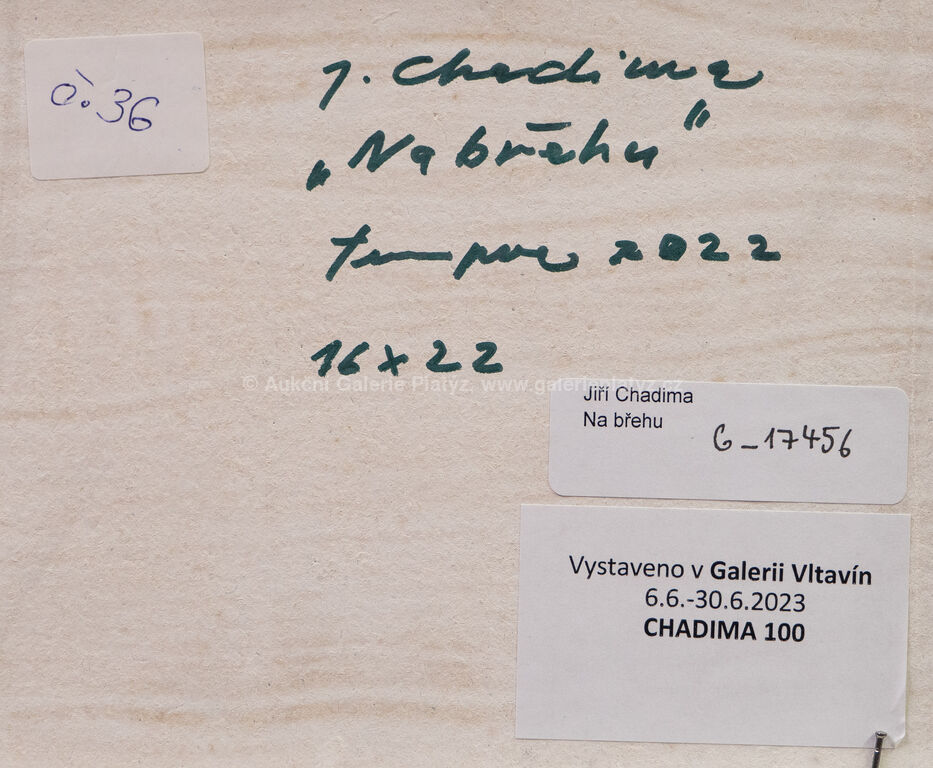 č. 36
J. Chadima
„Na břehu"
tempera 2022
16 x 22
© Aukční Galerie Platýz, www.galerieplatyz.cz
Jiří Chadima
Na břehu
G-17456
Vystaveno v Galerii Vltavín
6.6.-30.6.2023
CHADIMA 100